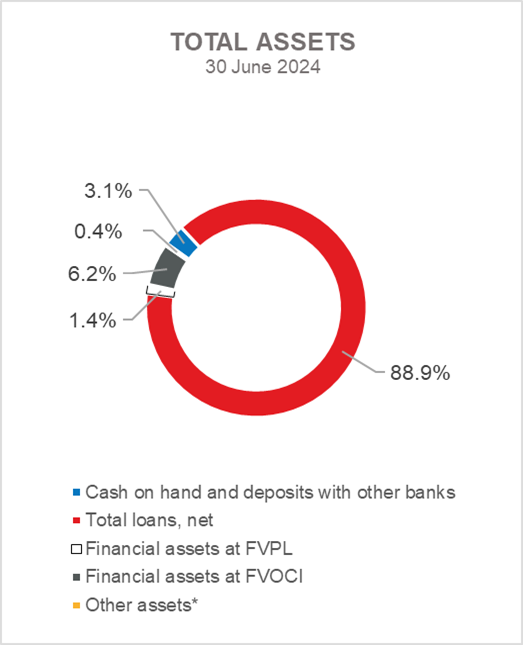 TOTAL ASSETS
30 June 2024
3.1%
0.4%
6.2%
1.4%
88.9%
Cash on hand and deposits with other banks
Total loans, net
Financial assets at FVPL
Financial assets at FVOCI
Other assets*